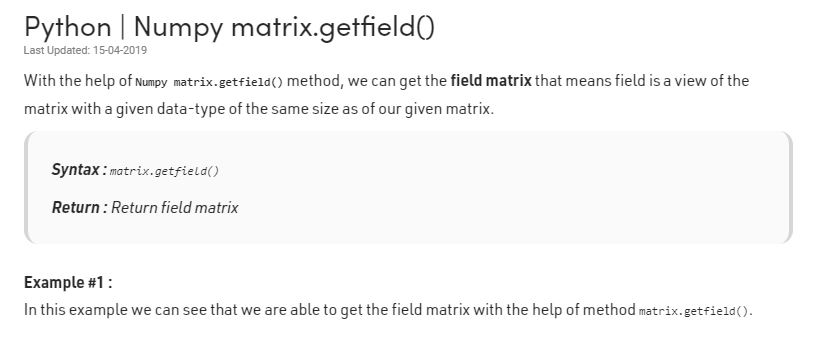 Python | Numpy matrix.getfield()
Last Updated: 15-04-2019
With the help of Numpy matrix.getfield() method, we can get the field matrix that means field is a view of the
matrix with a given data-type of the same size as of our given matrix.
Syntax : matrix.getfield()
Return : Return field matrix
Example #1 :
In this example we can see that we are able to get the field matrix with the help of method matrix.getfield().